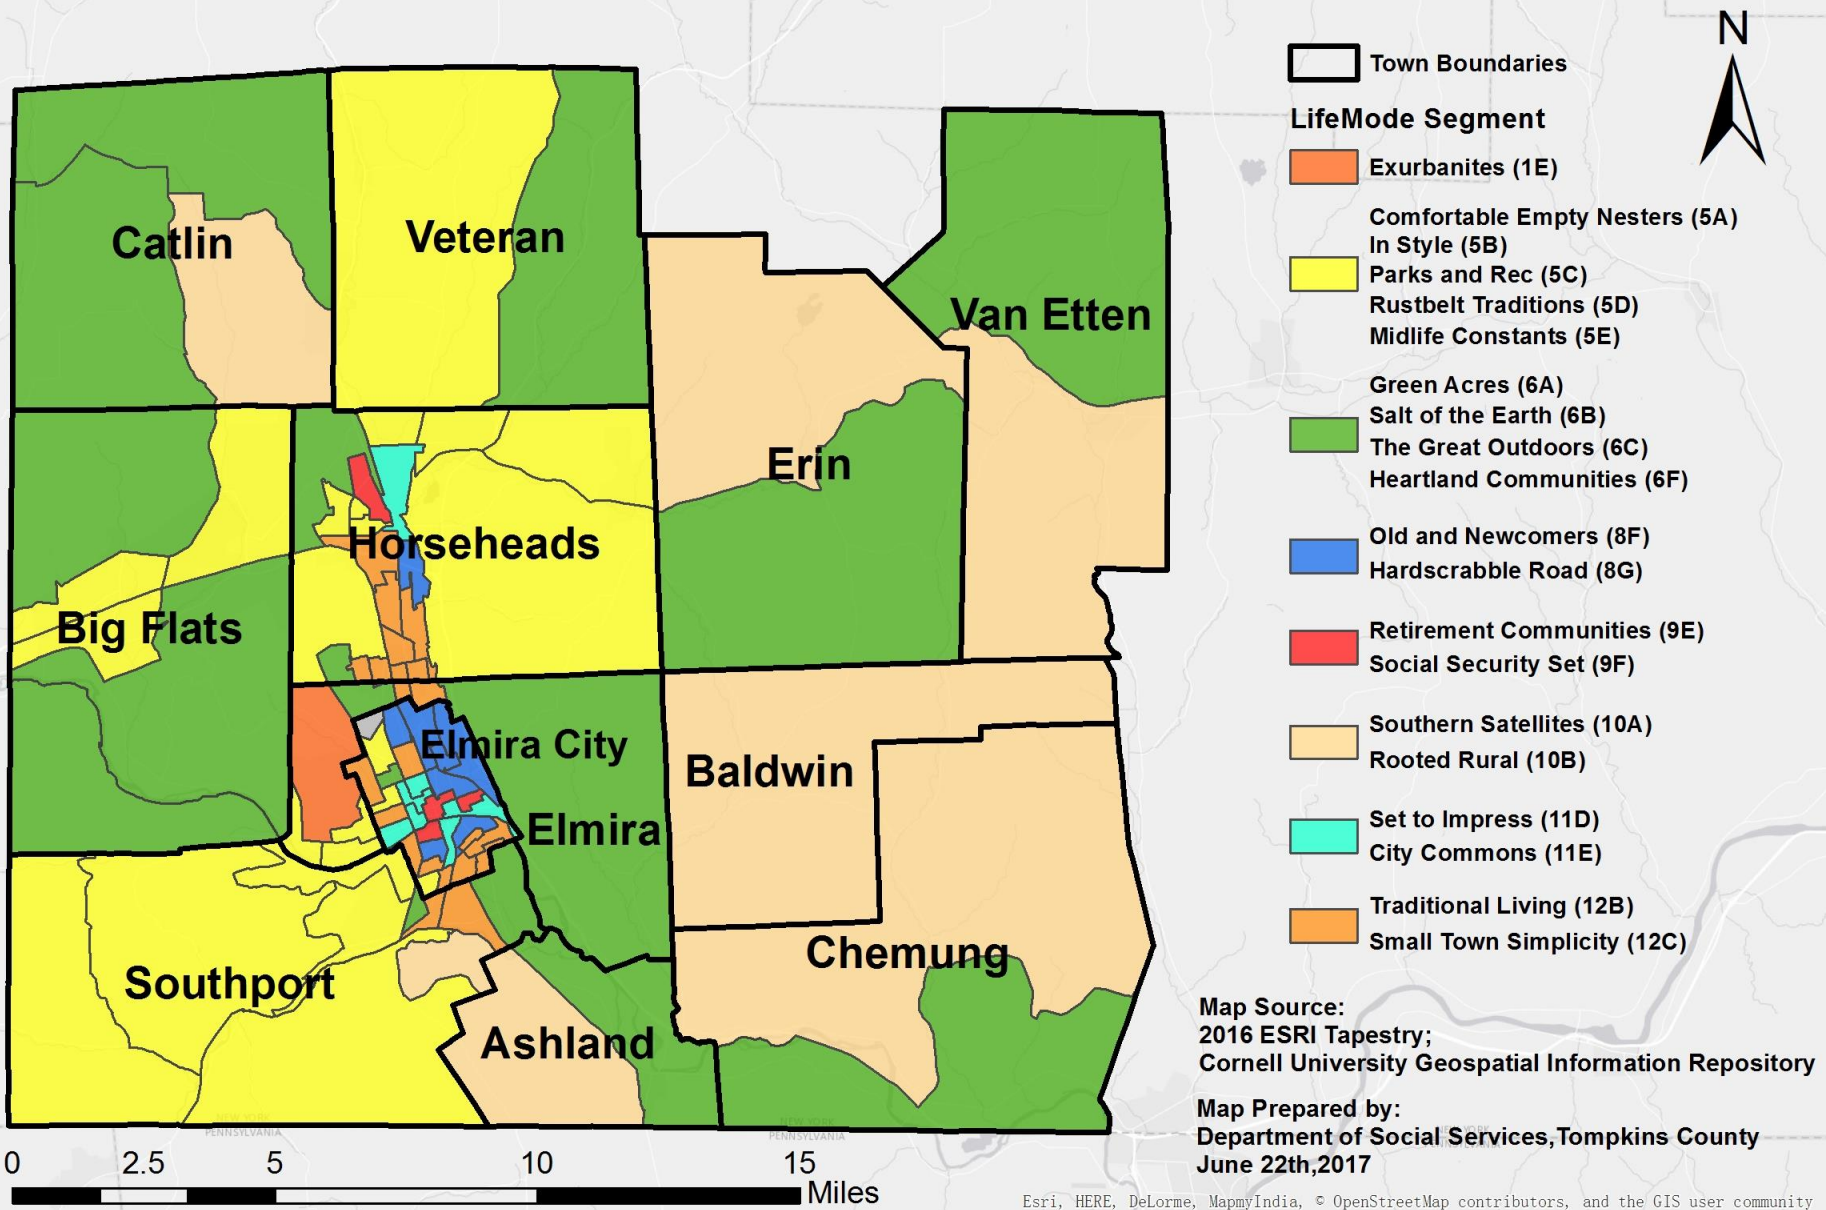 N
Town Boundaries
LifeMode Segment
Exurbanites (1E)
Comfortable Empty Nesters (5A)
In Style (5B)
Parks and Rec (5C)
Rustbelt Traditions (5D)
Midlife Constants (5E)
Green Acres (6A)
Salt of the Earth (6B)
The Great Outdoors (6C)
Heartland Communities (6F)
Old and Newcomers (8F)
Hardscrabble Road (8G)
Retirement Communities (9E)
Social Security Set (9F)
Southern Satellites (10A)
Rooted Rural (10B)
Set to Impress (11D)
City Commons (11E)
Traditional Living (12B)
Small Town Simplicity (12C)
Catlin
Veteran
Van Etten
Erin
Horseheads
Big Flats
Elmira City
Baldwin
Elmira
Chemung
Southport
Ashland
NEW YORK
PENNSYLVANIA
NEW YORK
PENNSYLVANIA
Map Source:
2016 ESRI Tapestry;
Cornell University Geospatial Information Repository
Map Prepared by:
Department of Social Services,Tompkins County
June 22th,2017
0 2.5 5 10 15
Miles
Esri, HERE, DeLorme, MapmyIndia, © OpenStreetMap contributors, and the GIS user community